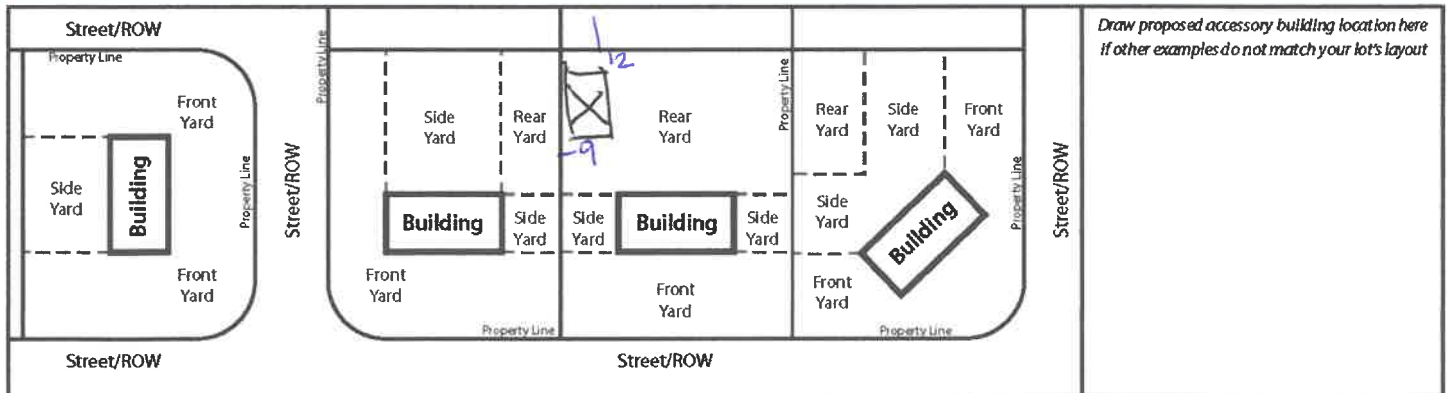 Street/ROW
Property Line
Front
Yard
Side
Yard
Building
Property Line
Front
Yard
Street/ROW
Street/ROW
Property Line
Side
Yard
Rear
Yard
Building
Side
Yard
Front
Yard
Property Line
12
-9
Rear
Yard
Property Line
Side
Yard
Building
Side
Yard
Front
Yard
Street/ROW
Rear
Yard
Side
Yard
Front
Yard
Side
Yard
Building
Front
Yard
Property Line
Property Line
Street/ROW
Draw proposed accessory building location here
if other examples do not match your lot's layout